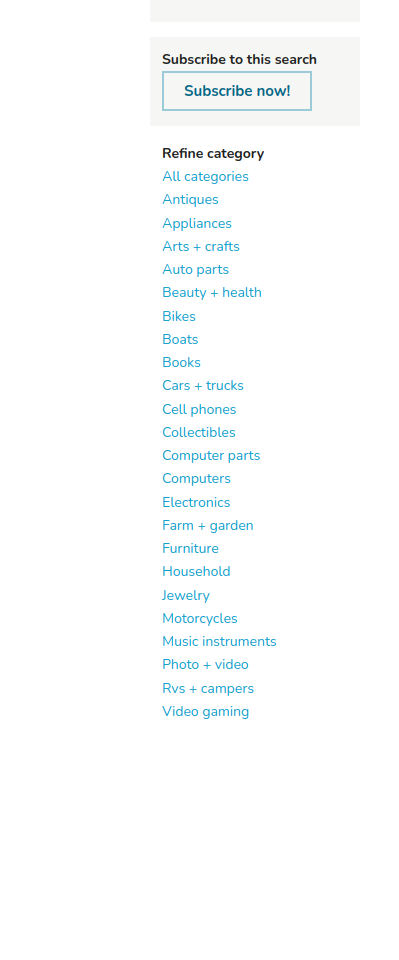 Subscribe to this search
Subscribe now!
Refine category
All categories
Antiques
Appliances
Arts + crafts
Auto parts
Beauty + health
Bikes
Boats
Books
Cars + trucks
Cell phones
Collectibles
Computer parts
Computers
Electronics
Farm + garden
Furniture
Household
Jewelry
Motorcycles
Music instruments
Photo + video
Rvs + campers
Video gaming